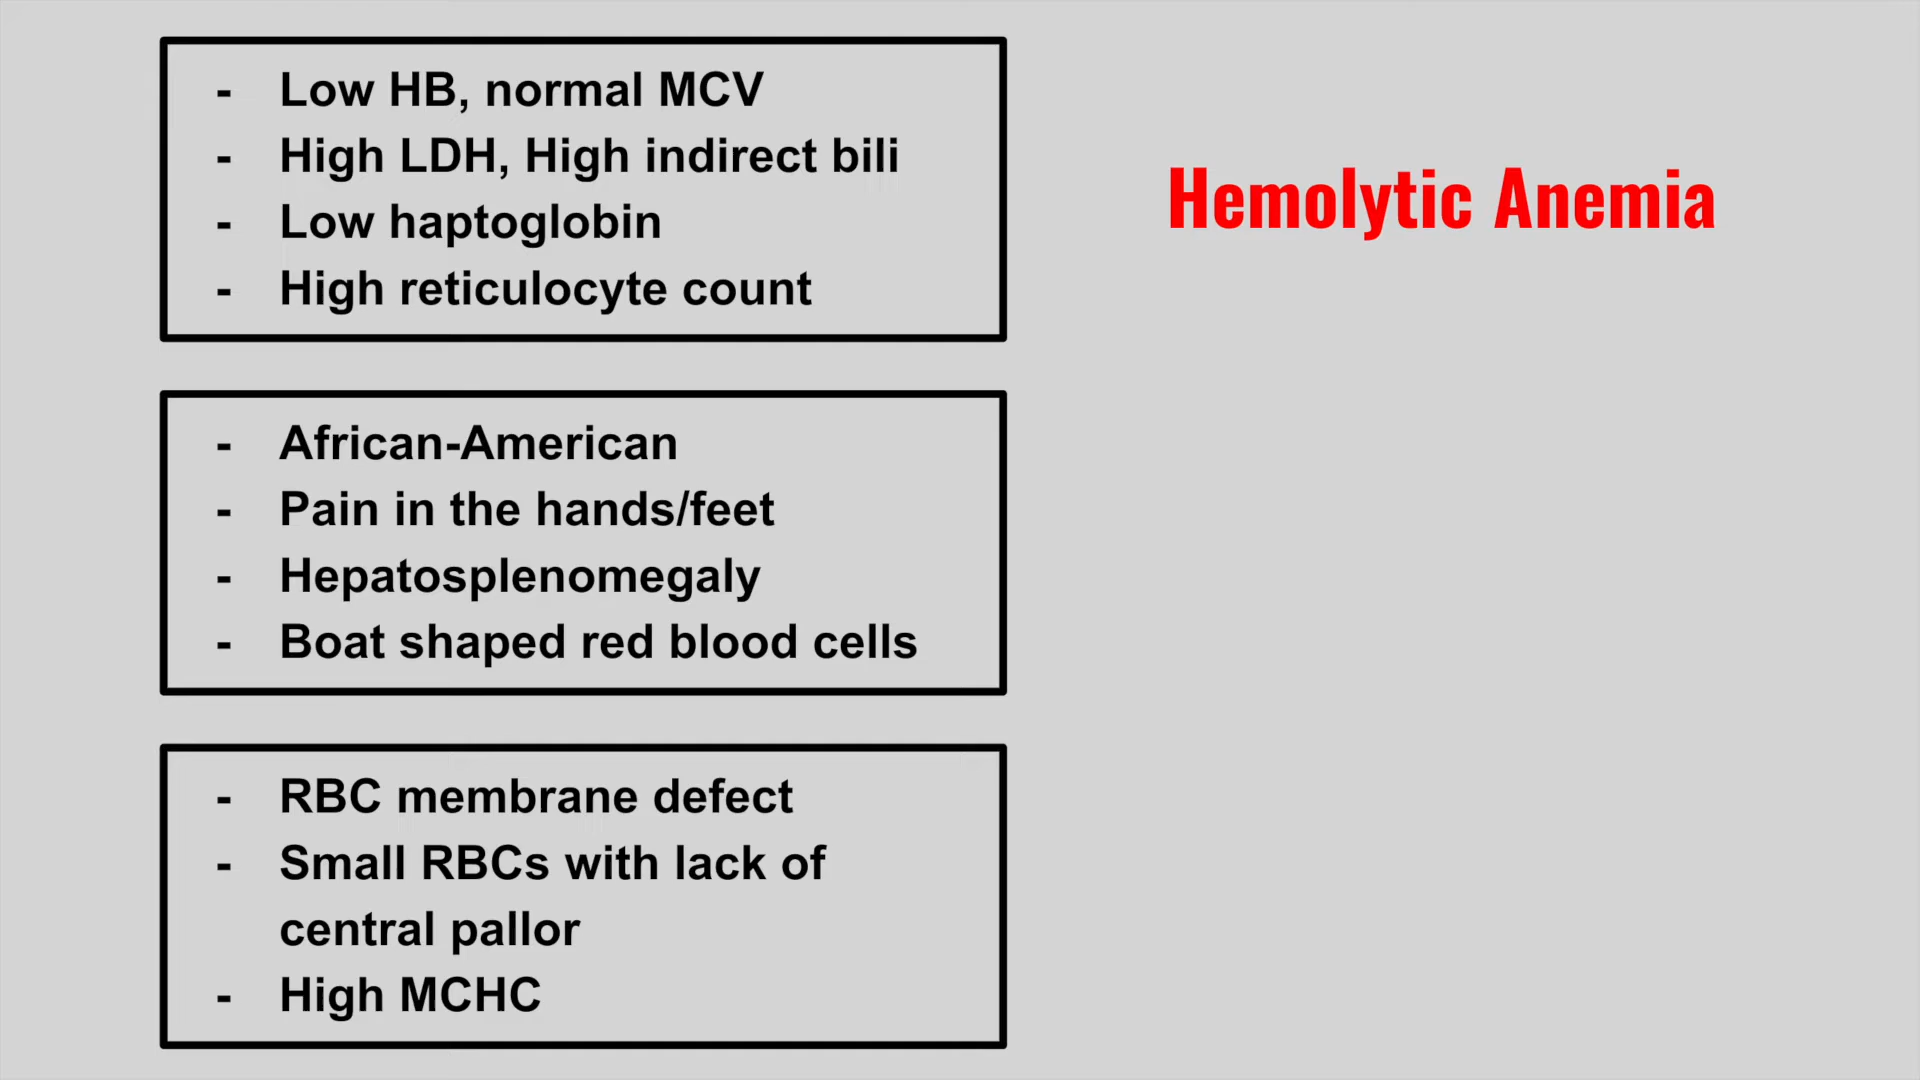 - Low HB, normal MCV
- High LDH, High indirect bili
- Low haptoglobin
- High reticulocyte count
Hemolytic Anemia
- African-American
- Pain in the hands/feet
- Hepatosplenomegaly
- Boat shaped red blood cells
- RBC membrane defect
- Small RBCs with lack of
central pallor
- High MCHC